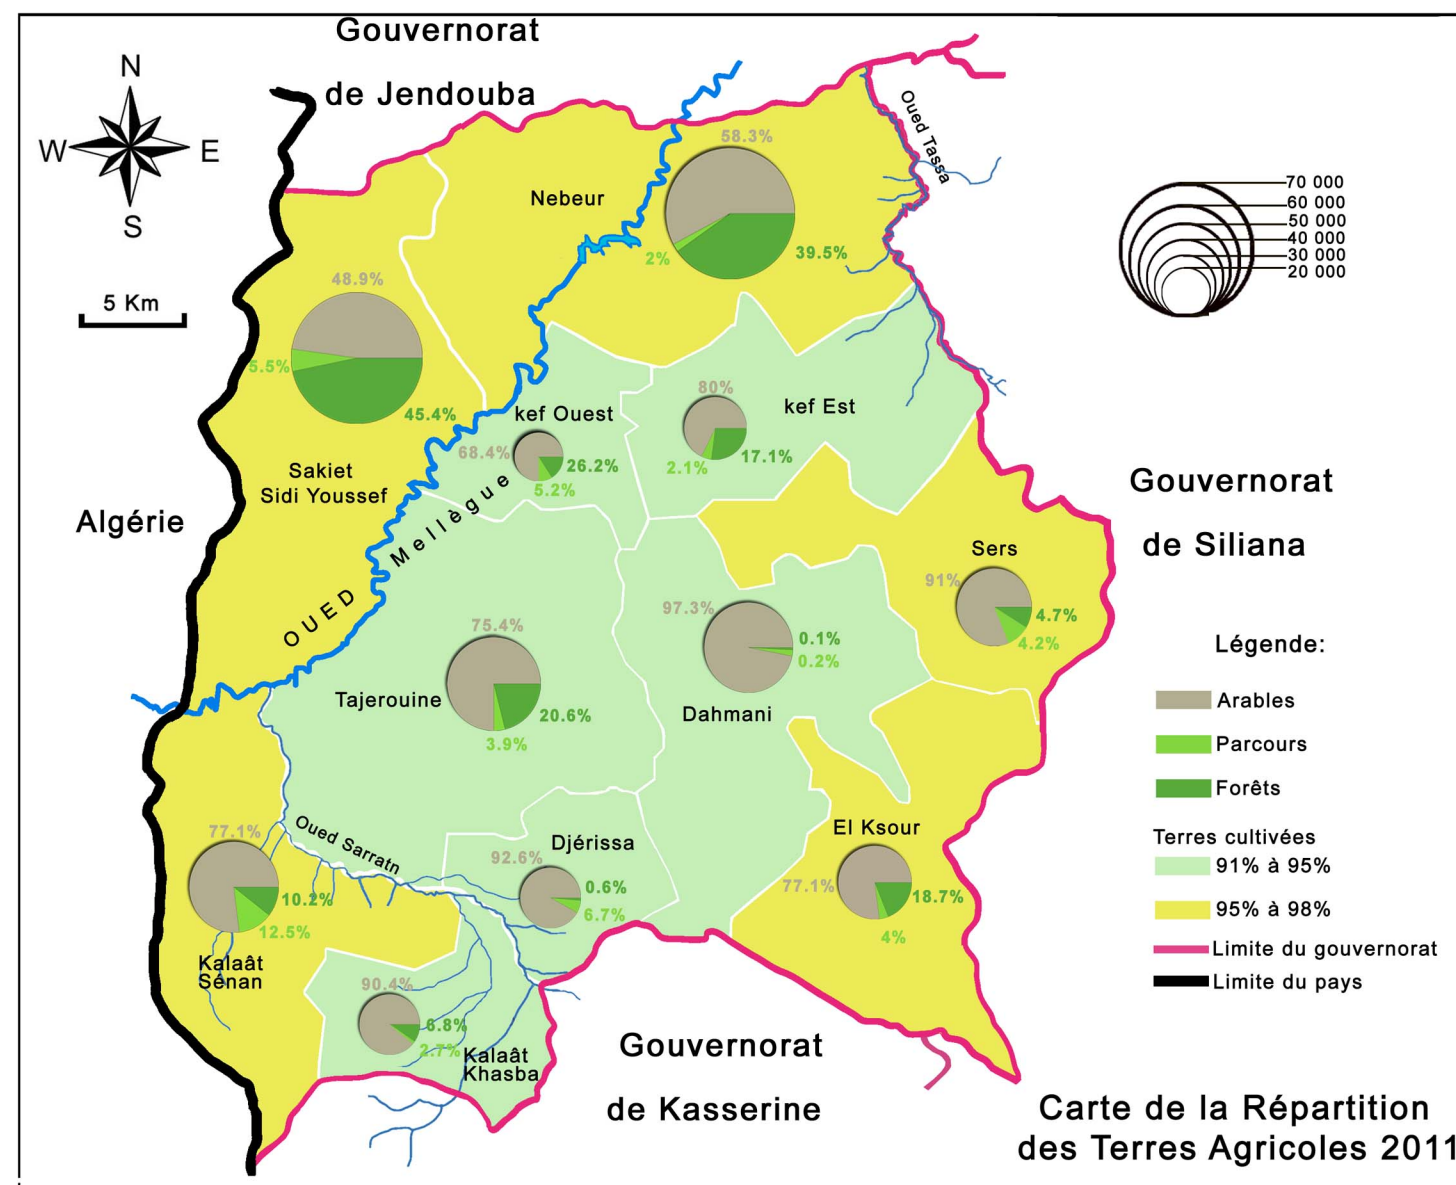 Gouvernorat
de Jendouba
N
W
E
S
5 Km
Oued Tassa
70 000
60 000
50 000
40 000
30 000
20 000
58.3%
Nebeur
2%
39.5%
48.9%
5.5%
45.4%
Sakiet
Sidi Youssef
kef Ouest
68.4%
26.2%
5.2%
80%
kef Est
2.1%
17.1%
Algérie
OUED Mellègue
Gouvernorat
de Siliana
Sers
91%
4.7%
4.2%
97.3%
0.1%
0.2%
Dahmani
75.4%
Tajerouine
20.6%
3.9%
Oued Sarratn
77.1%
10.2%
12.5%
Kalaât
Senan
Djérissa
92.6%
0.6%
6.7%
El Ksour
77.1%
18.7%
4%
90.4%
6.8%
2.7%
Kalaât
Khasba
Gouvernorat
de Kasserine
Légende:
Arables
Parcours
Forêts
Terres cultivées
91% à 95%
95% à 98%
Limite du gouvernorat
Limite du pays
Carte de la Répartition
des Terres Agricoles 2011